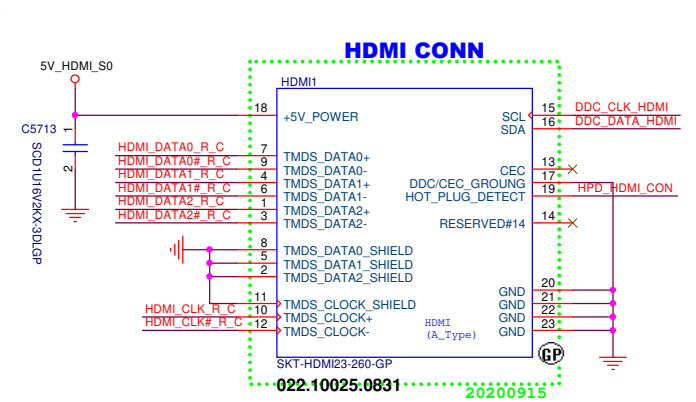 HDMI CONN
5V_HDMI_S0
HDMI1
18 +5V_POWER
SCL 15 DDC_CLK_HDMI
SDA 16 DDC_DATA_HDMI
C5713
1
2
SCD1U16V2KX-3DLGP
HDMI_DATA0_R_C 7 TMDS_DATA0+
HDMI_DATA0#_R_C 9 TMDS_DATA0-
HDMI_DATA1_R_C 4 TMDS_DATA1+
HDMI_DATA1#_R_C 6 TMDS_DATA1-
HDMI_DATA2_R_C 1 TMDS_DATA2+
HDMI_DATA2#_R_C 3 TMDS_DATA2-
CEC 13
DDC/CEC_GROUNG 17
HOT_PLUG_DETECT 19 HPD_HDMI_CON
RESERVED#14 14
8 TMDS_DATA0_SHIELD
5 TMDS_DATA1_SHIELD
2 TMDS_DATA2_SHIELD
11 TMDS_CLOCK_SHIELD
HDMI_CLK_R_C 10 TMDS_CLOCK+
HDMI_CLK#_R_C 12 TMDS_CLOCK-
GND 20
GND 21
GND 22
GND 23
HDMI
(A_Type)
GP
SKT-HDMI23-260-GP
022.10025.0831
20200915